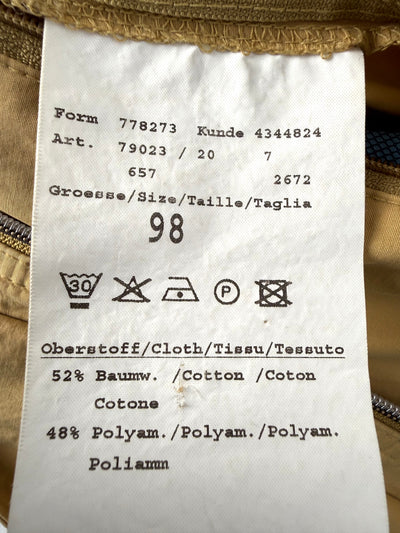 Form 778273 Kunde 4344824
Art. 79023 / 20 7
657 2672
Groesse/Size/Taille/Taglia
98
30 P
Oberstoff/Cloth/Tissu/Tessuto
52% Baumw. /Cotton /Coton
Cotone
48% Polyam./Polyam./Polyam.
Poliamm